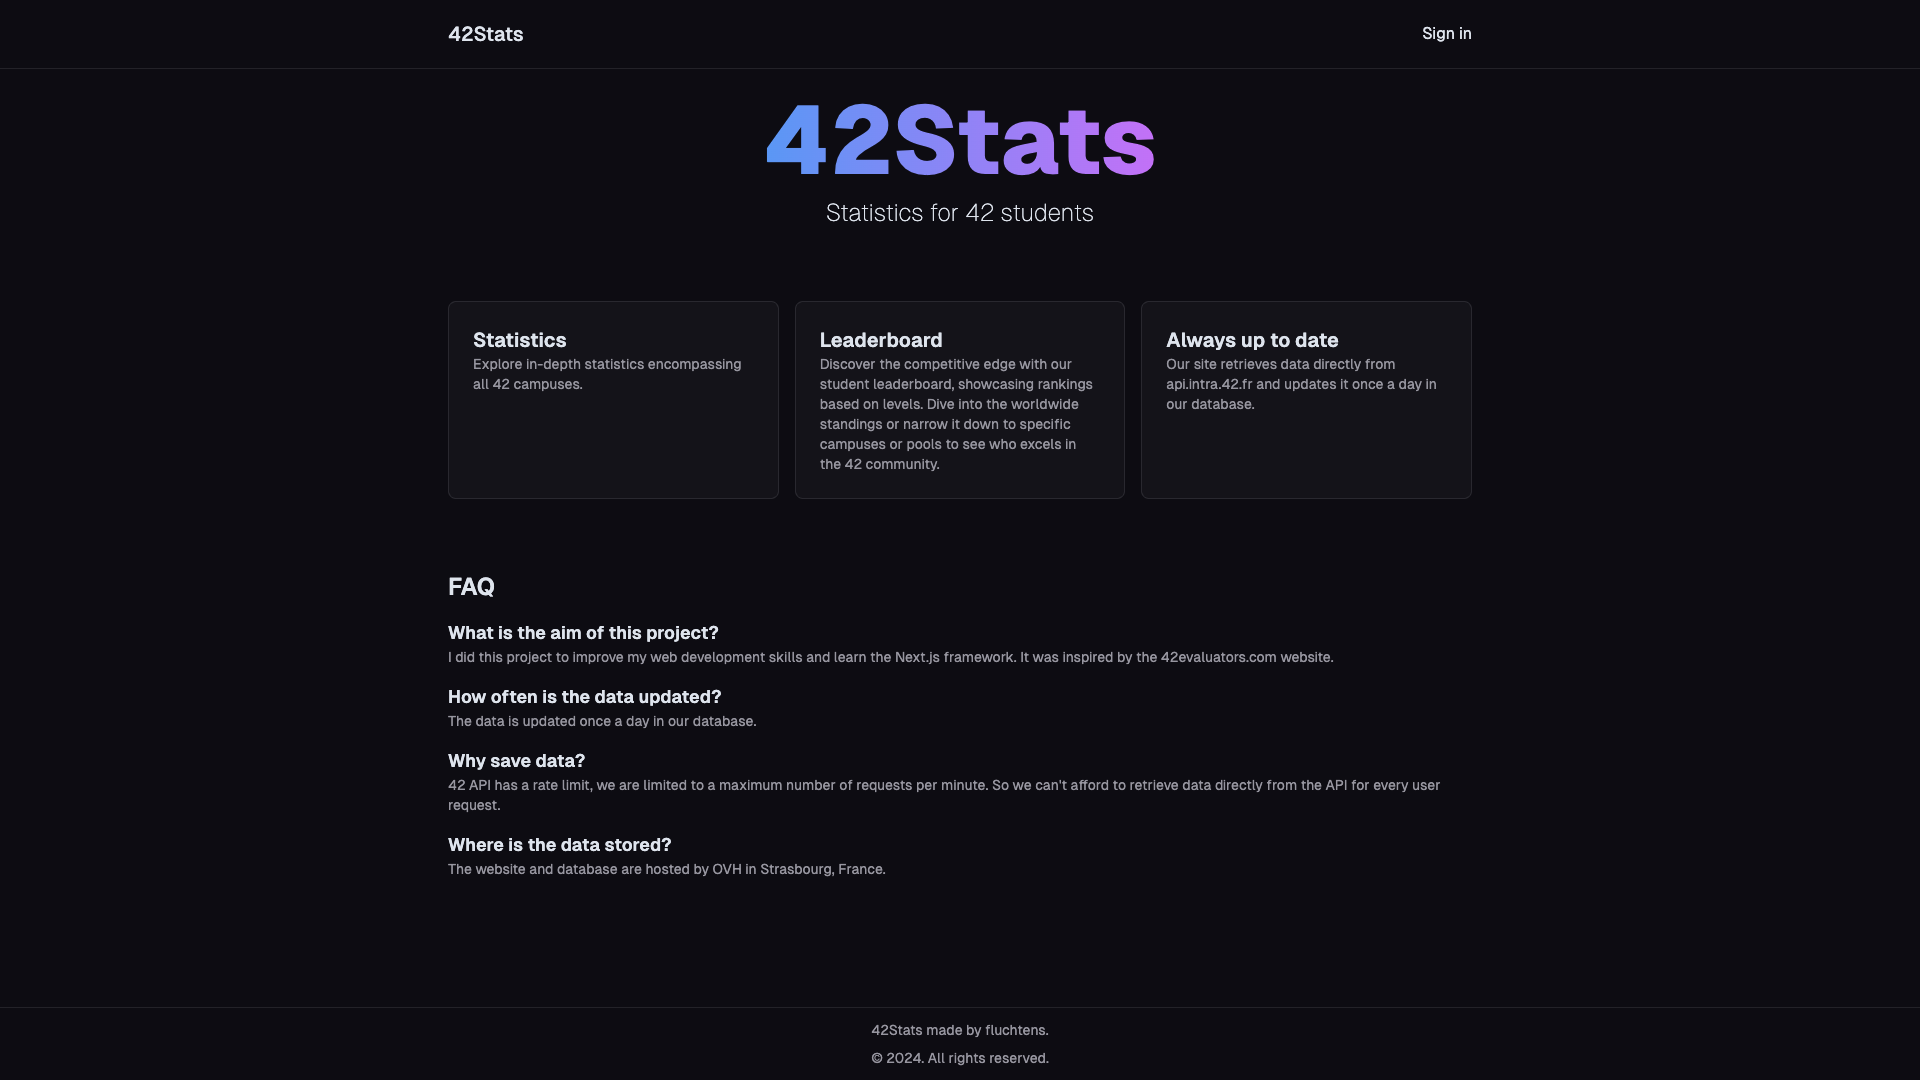 42Stats
Sign in
42Stats
Statistics for 42 students
Statistics
Explore in-depth statistics encompassing
all 42 campuses.
Leaderboard
Discover the competitive edge with our
student leaderboard, showcasing rankings
based on levels. Dive into the worldwide
standings or narrow it down to specific
campuses or pools to see who excels in
the 42 community.
Always up to date
Our site retrieves data directly from
api.intra.42.fr and updates it once a day in
our database.
FAQ
What is the aim of this project?
I did this project to improve my web development skills and learn the Next.js framework. It was inspired by the 42evaluators.com website.
How often is the data updated?
The data is updated once a day in our database.
Why save data?
42 API has a rate limit, we are limited to a maximum number of requests per minute. So we can't afford to retrieve data directly from the API for every user
request.
Where is the data stored?
The website and database are hosted by OVH in Strasbourg, France.
42Stats made by fluchtens.
© 2024. All rights reserved.